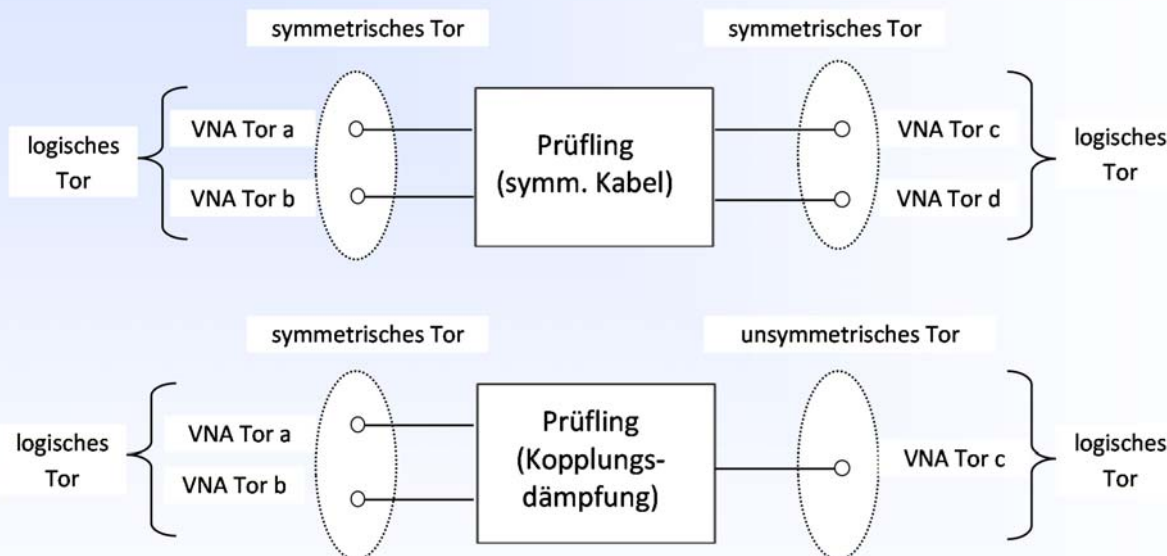 symmetrisches Tor
symmetrisches Tor
logisches
Tor
VNA Tor a
VNA Tor b
Prüfling
(symm. Kabel)
VNA Tor c
VNA Tor d
logisches
Tor
symmetrisches Tor
unsymmetrisches Tor
logisches
Tor
VNA Tor a
VNA Tor b
Prüfling
(Kopplungs-
dämpfung)
VNA Tor c
logisches
Tor